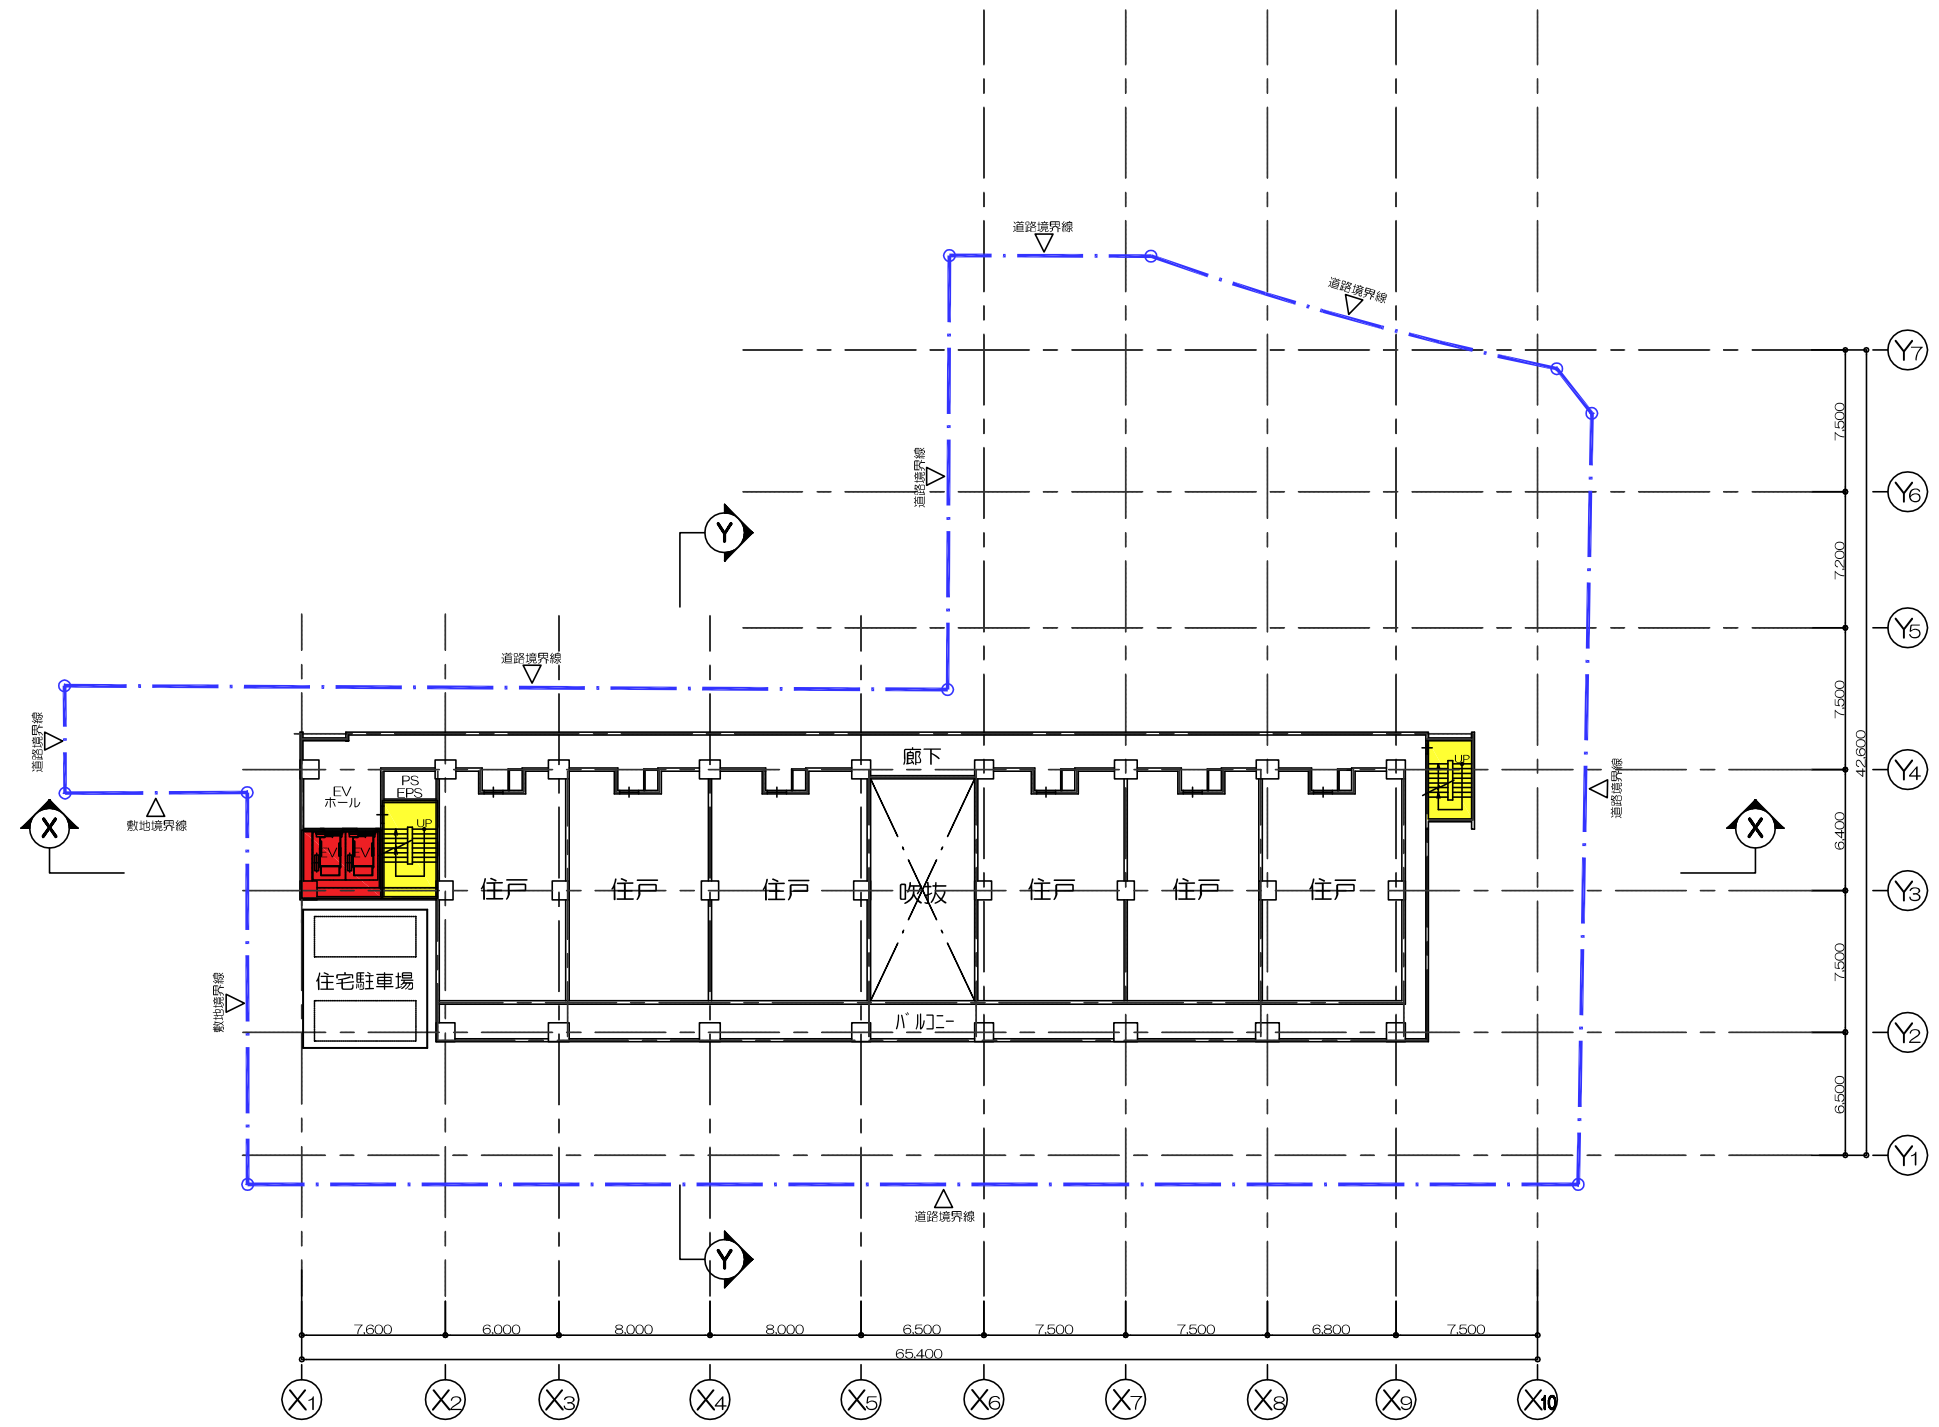 道路境界線
道路境界線
Y7
7,500
道路境界線
Y6
Y
7,200
Y5
道路境界線
7,500
道路境界線
42,600
廊下
UP
Y4
PS
EPS
EV
ホール
道路境界線
X
敷地境界線
UP
X
6,400
EV
EV
住戸
住戸
住戸
吹抜
住戸
住戸
住戸
Y3
住宅駐車場
7,500
敷地境界線
バルコニー
Y2
6,500
Y1
道路境界線
Y
7,600
6,000
8,000
8,000
6,500
7,500
7,500
6,800
7,500
65,400
X1
X2
X3
X4
X5
X6
X7
X8
X9
X10